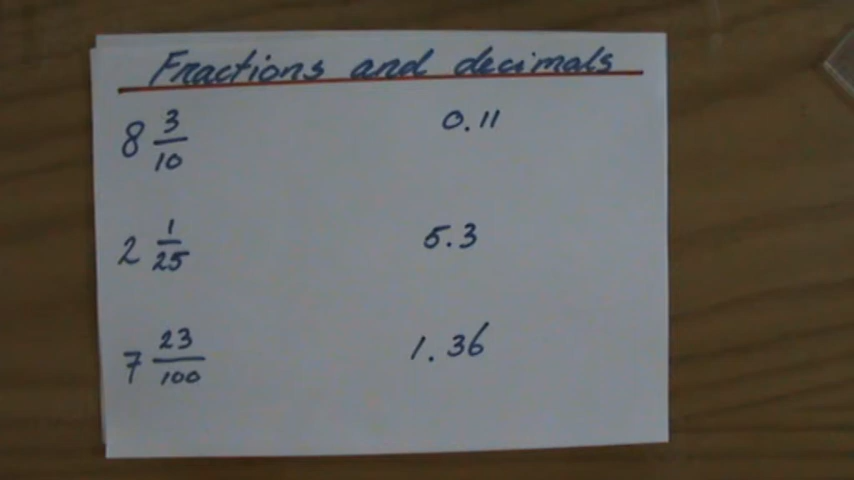 Fractions and decimals
8 3/10 0.11
2 1/25 5.3
7 23/100 1.36